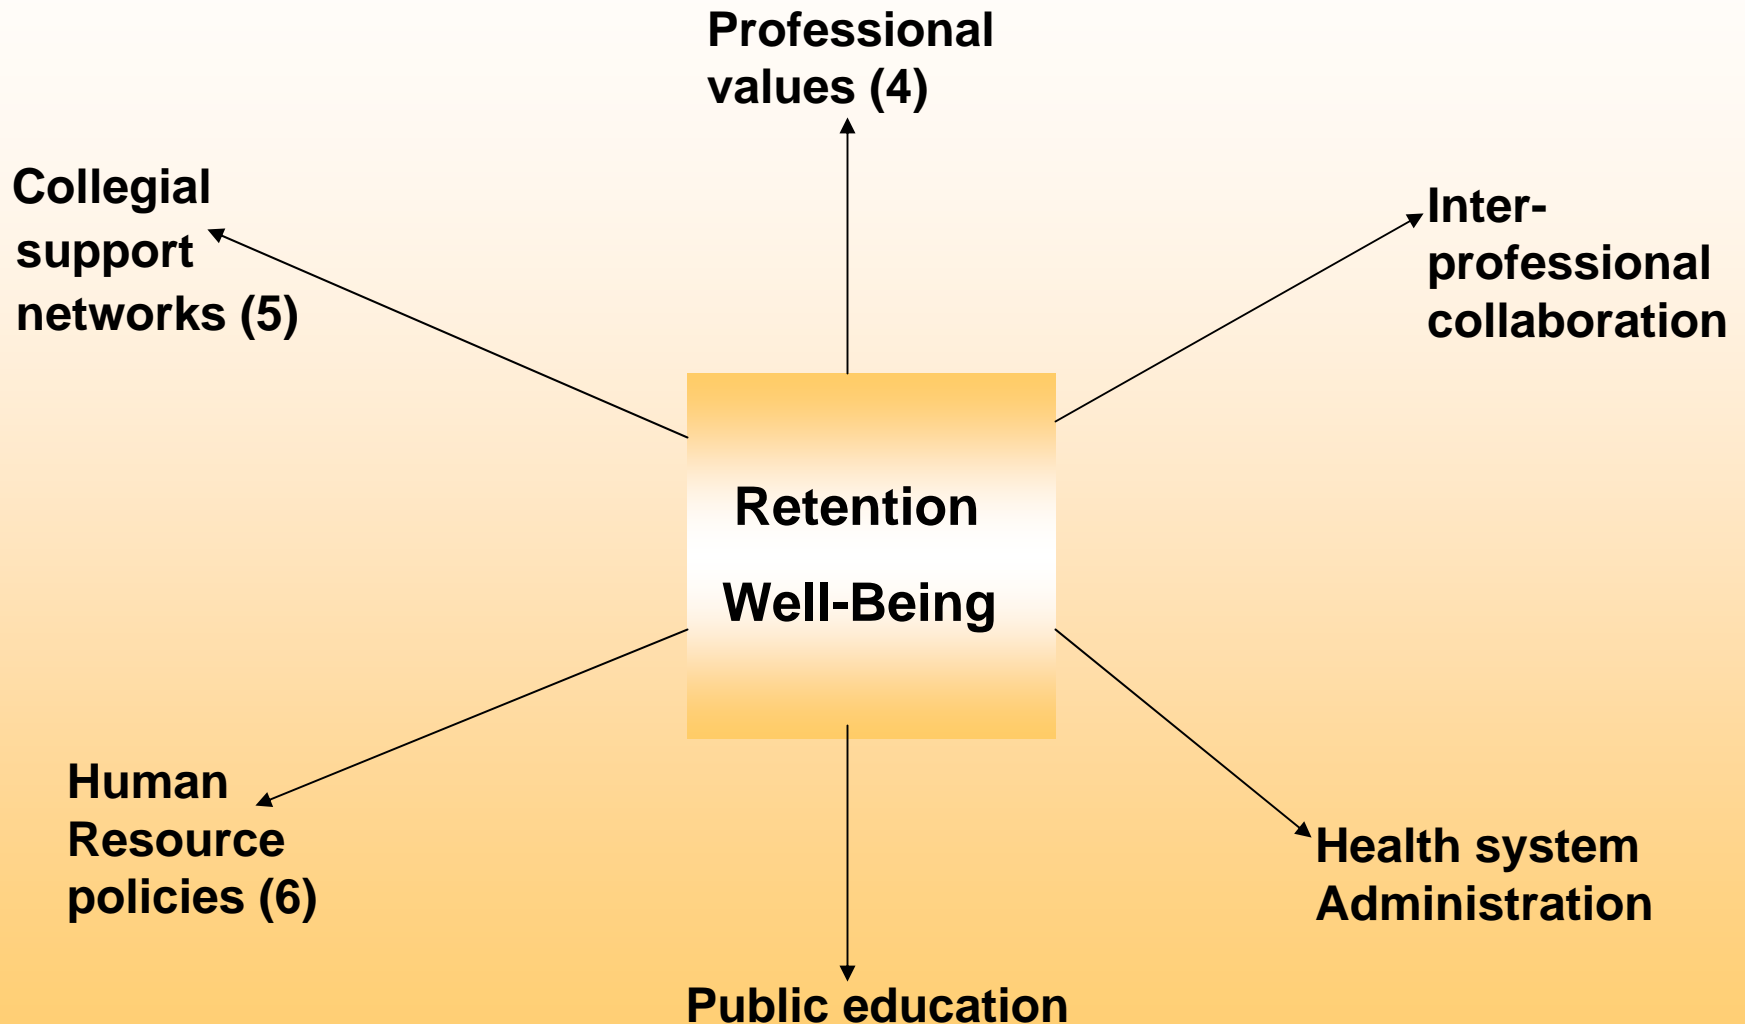 Professional
values (4)
Collegial
support
networks (5)
Inter-
professional
collaboration
Retention
Well-Being
Human
Resource
policies (6)
Health system
Administration
Public education